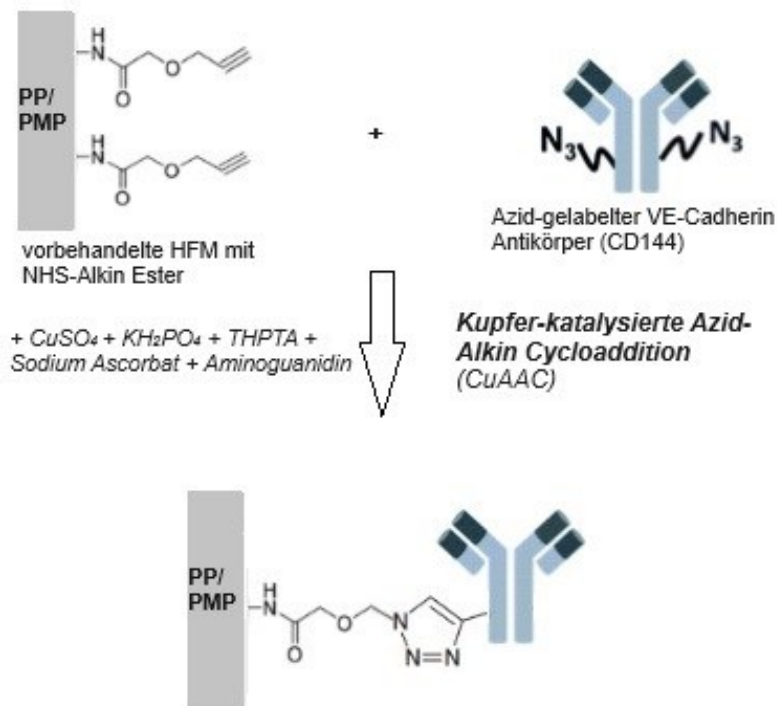 H
N
O
O
PP/
PMP
H
N
O
O
+
N₃
N₃
vorbehandelte HFM mit
NHS-Alkin Ester
Azid-gelabelter VE-Cadherin
Antikörper (CD144)
+ CuSO₄ + KH₂PO₄ + THPTA +
Sodium Ascorbat + Aminoguanidin
Kupfer-katalysierte Azid-
Alkin Cycloaddition
(CuAAC)
PP/
PMP
H
N
O
O
N
N=N